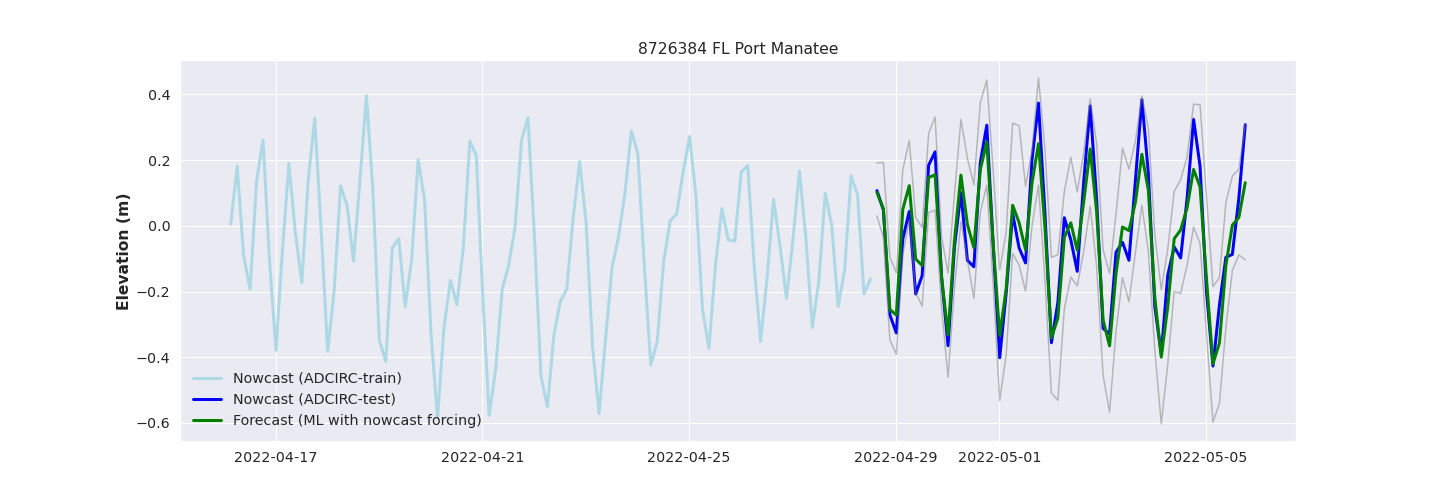 8726384 FL Port Manatee
Elevation (m)
0.4
0.2
0.0
−0.2
−0.4
−0.6
Nowcast (ADCIRC-train)
Nowcast (ADCIRC-test)
Forecast (ML with nowcast forcing)
2022-04-17
2022-04-21
2022-04-25
2022-04-29
2022-05-01
2022-05-05